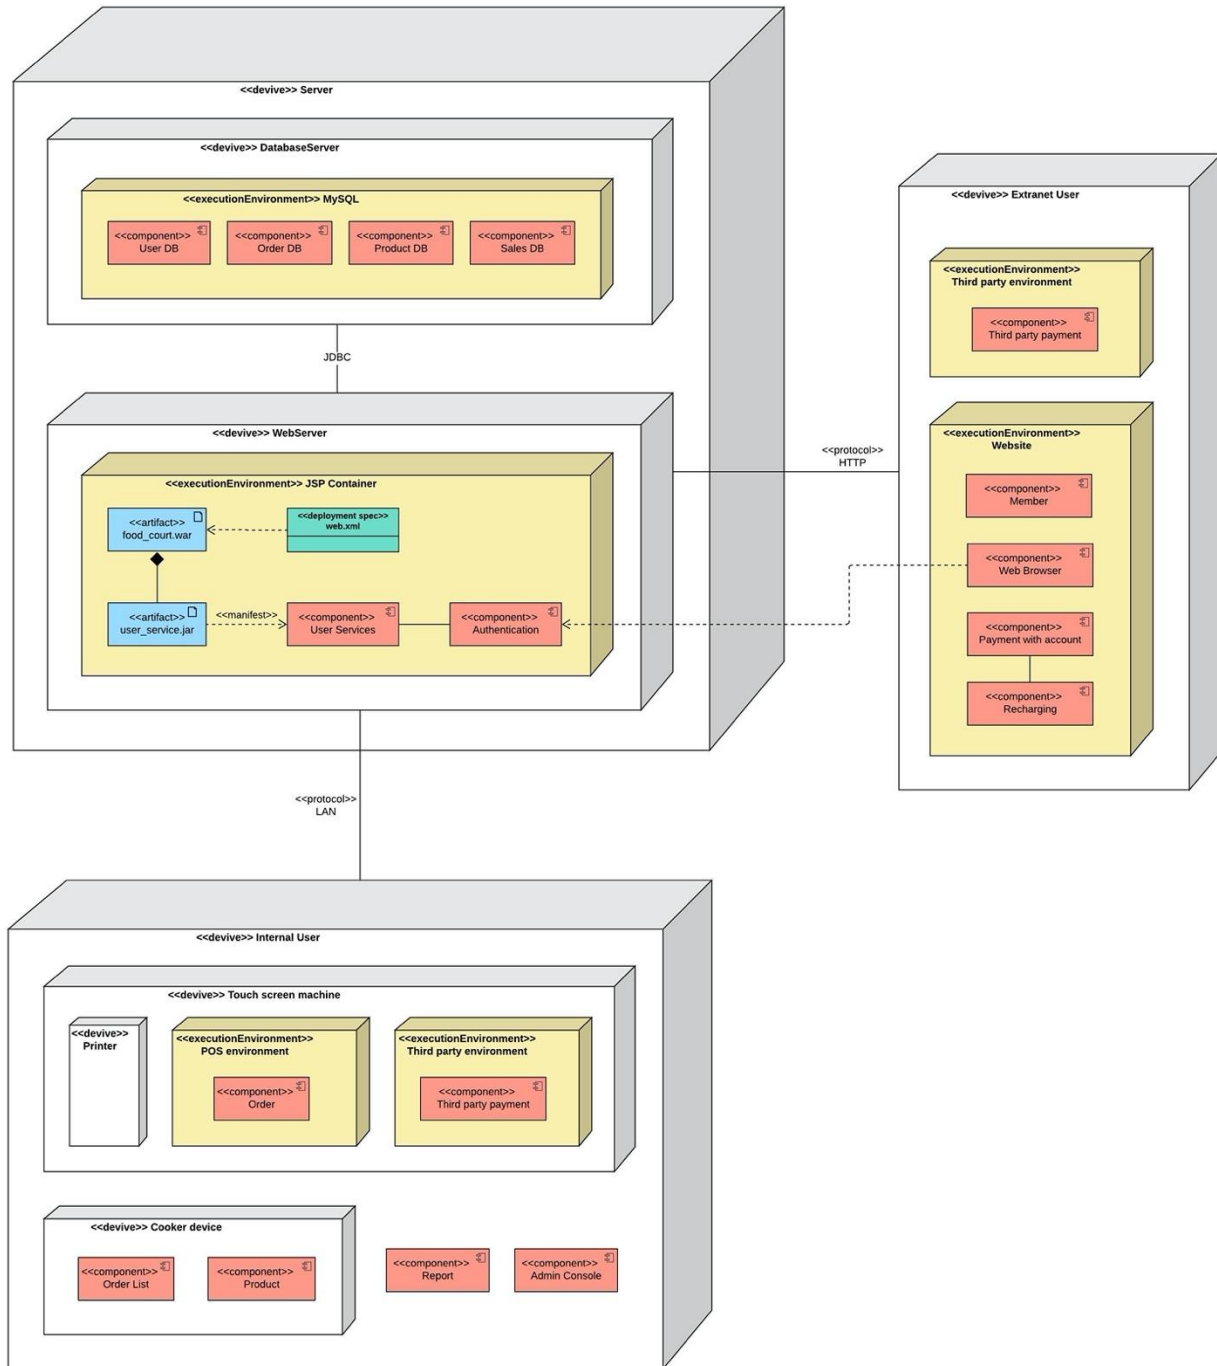 <<devive>> Server
<<devive>> DatabaseServer
<<executionEnvironment>> MySQL
<<component>>
User DB
<<component>>
Order DB
<<component>>
Product DB
<<component>>
Sales DB
JDBC
<<devive>> WebServer
<<executionEnvironment>> JSP Container
<<artifact>>
food_court.war
<<deployment spec>>
web.xml
<<artifact>>
user_service.jar
<<manifest>>
<<component>>
User Services
<<component>>
Authentication
<<protocol>>
HTTP
<<devive>> Extranet User
<<executionEnvironment>>
Third party environment
<<component>>
Third party payment
<<executionEnvironment>>
Website
<<component>>
Member
<<component>>
Web Browser
<<component>>
Payment with account
<<component>>
Recharging
<<protocol>>
LAN
<<devive>> Internal User
<<devive>> Touch screen machine
<<devive>>
Printer
<<executionEnvironment>>
POS environment
<<component>>
Order
<<executionEnvironment>>
Third party environment
<<component>>
Third party payment
<<devive>> Cooker device
<<component>>
Order List
<<component>>
Product
<<component>>
Report
<<component>>
Admin Console